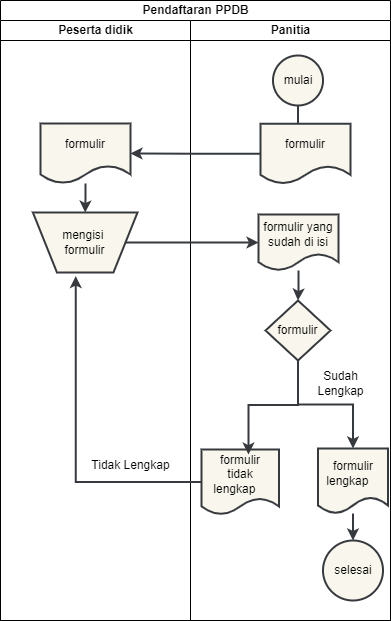 Pendaftaran PPDB
Peserta didik
Panitia
mulai
formulir
formulir
mengisi
formulir
formulir yang
sudah di isi
formulir
Sudah
Lengkap
Tidak Lengkap
formulir
tidak
lengkap
formulir
lengkap
selesai